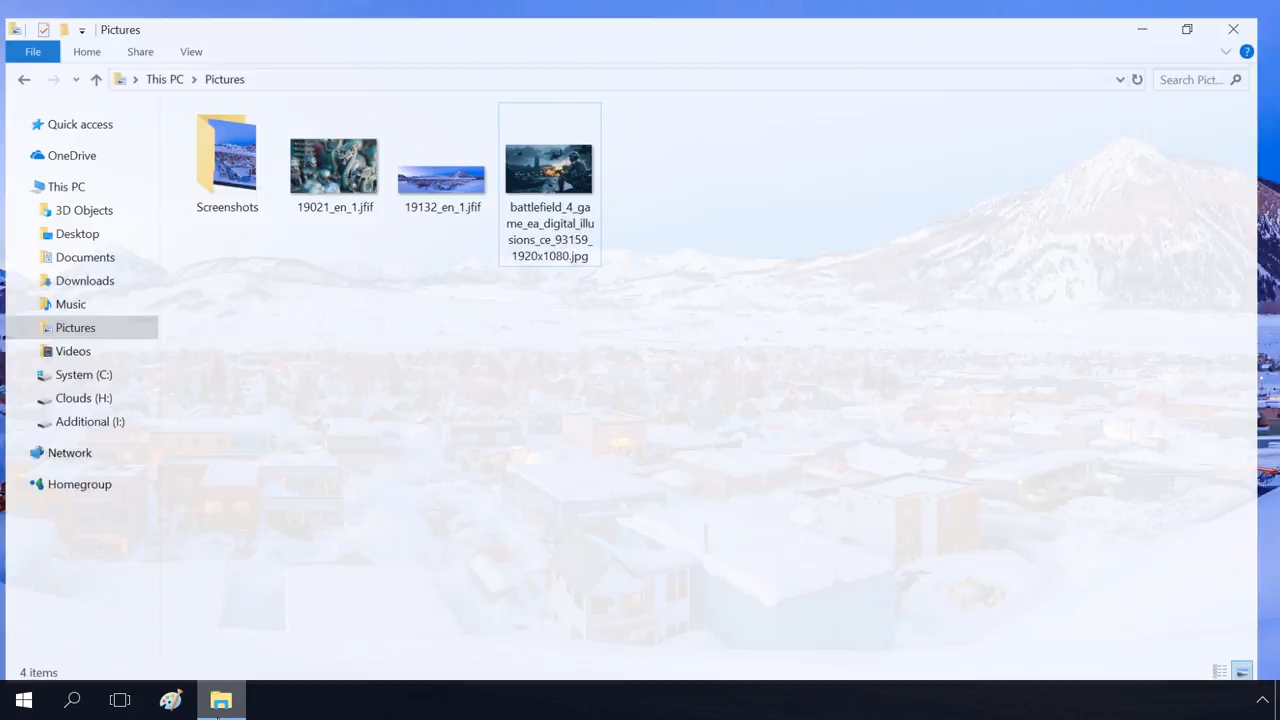 Pictures
File Home Share View
This PC Pictures
Search Pict...
Quick access
OneDrive
This PC
3D Objects
Desktop
Documents
Downloads
Music
Pictures
Videos
System (C:)
Clouds (H:)
Additional (I:)
Network
Homegroup
Screenshots
19021_en_1.jfif
19132_en_1.jfif
battlefield_4_ga
me_ea_digital_illu
sions_ce_93159_
1920x1080.jpg
4 items